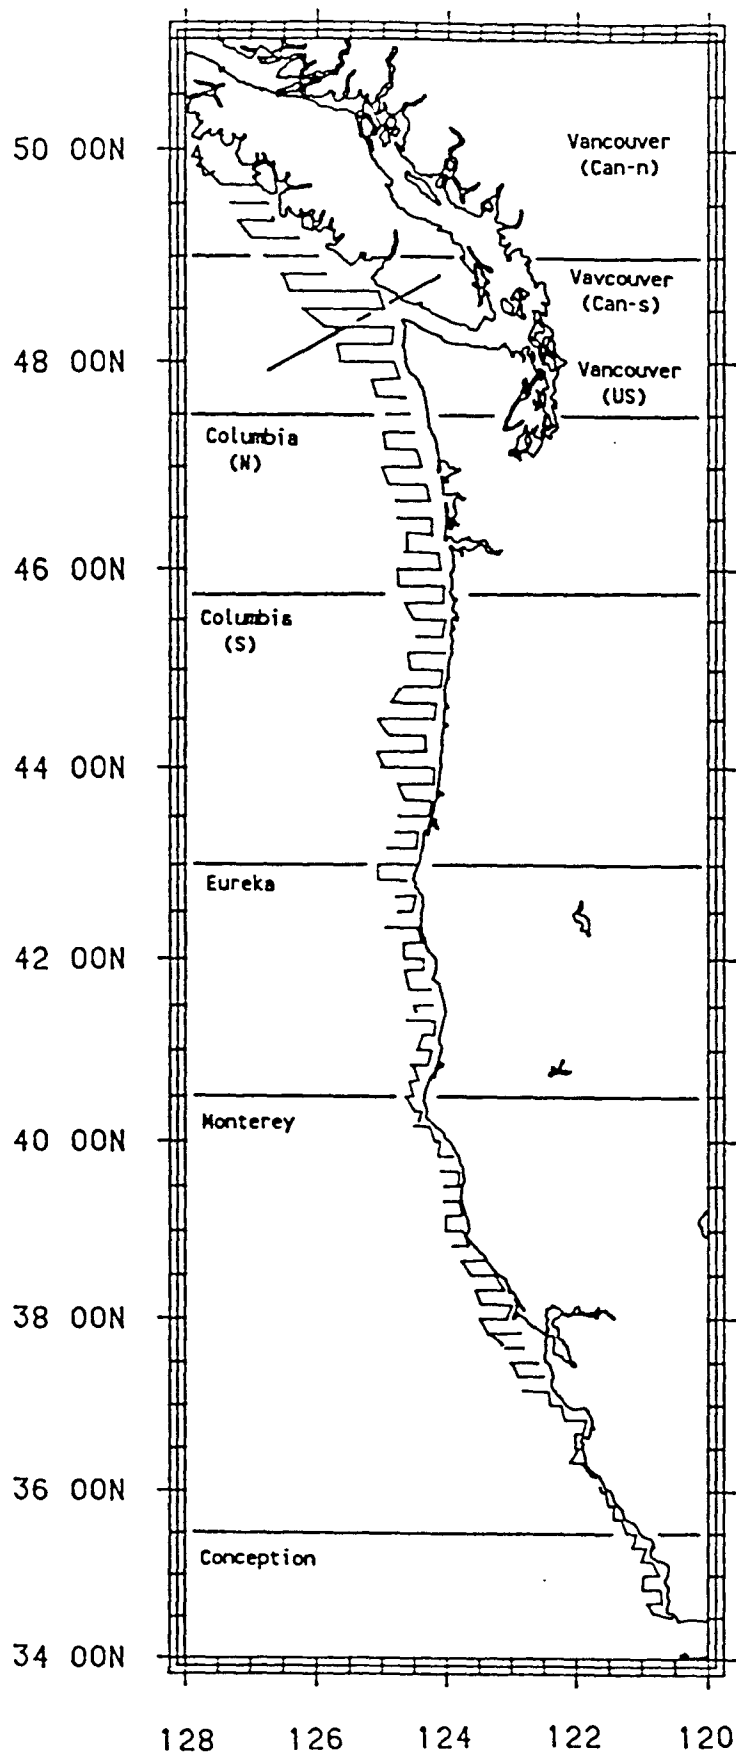 50 00N
Vancouver
(Can-n)
Vavcouver
(Can-s)
48 00N
Vancouver
(US)
Columbia
(N)
46 00N
Columbia
(S)
44 00N
Eureka
42 00N
Monterey
40 00N
38 00N
36 00N
Conception
34 00N
128 126 124 122 120